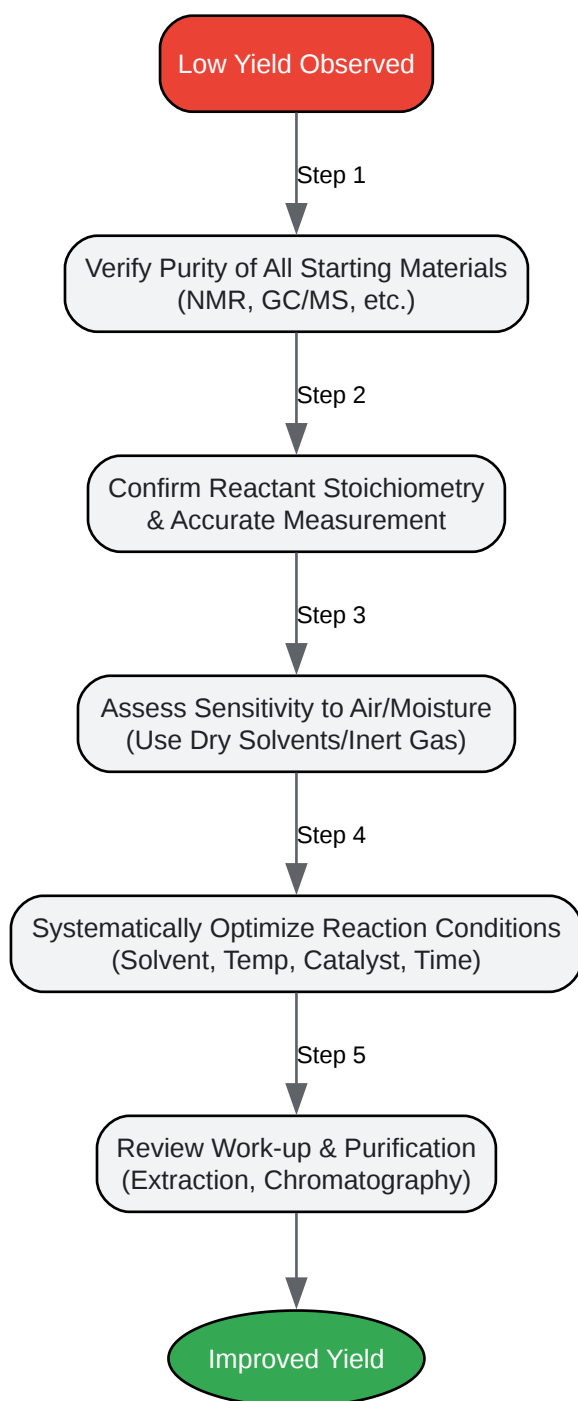 Low Yield Observed
Step 1
Verify Purity of All Starting Materials
(NMR, GC/MS, etc.)
Step 2
Confirm Reactant Stoichiometry
& Accurate Measurement
Step 3
Assess Sensitivity to Air/Moisture
(Use Dry Solvents/Inert Gas)
Step 4
Systematically Optimize Reaction Conditions
(Solvent, Temp, Catalyst, Time)
Step 5
Review Work-up & Purification
(Extraction, Chromatography)
Improved Yield